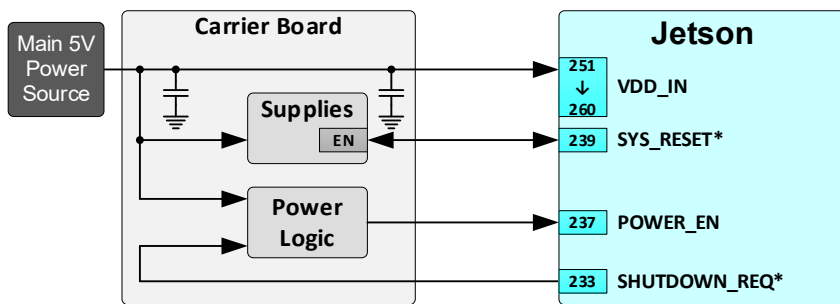 Main 5V
Power
Source
Carrier Board
Supplies
EN
Power
Logic
Jetson
251
↓
260
VDD_IN
239 SYS_RESET*
237 POWER_EN
233 SHUTDOWN_REQ*